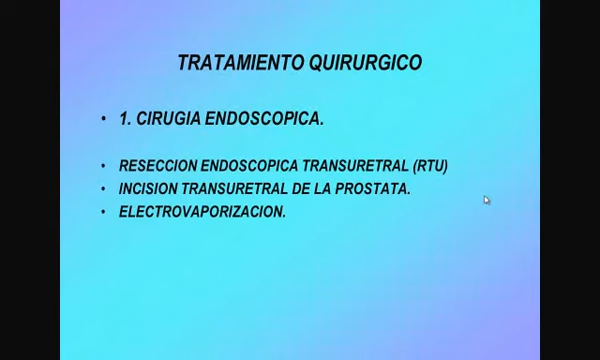 TRATAMIENTO QUIRURGICO
• 1. CIRUGIA ENDOSCOPICA.
• RESECCION ENDOSCOPICA TRANSURETRAL (RTU)
• INCISION TRANSURETRAL DE LA PROSTATA.
• ELECTROVAPORIZACION.